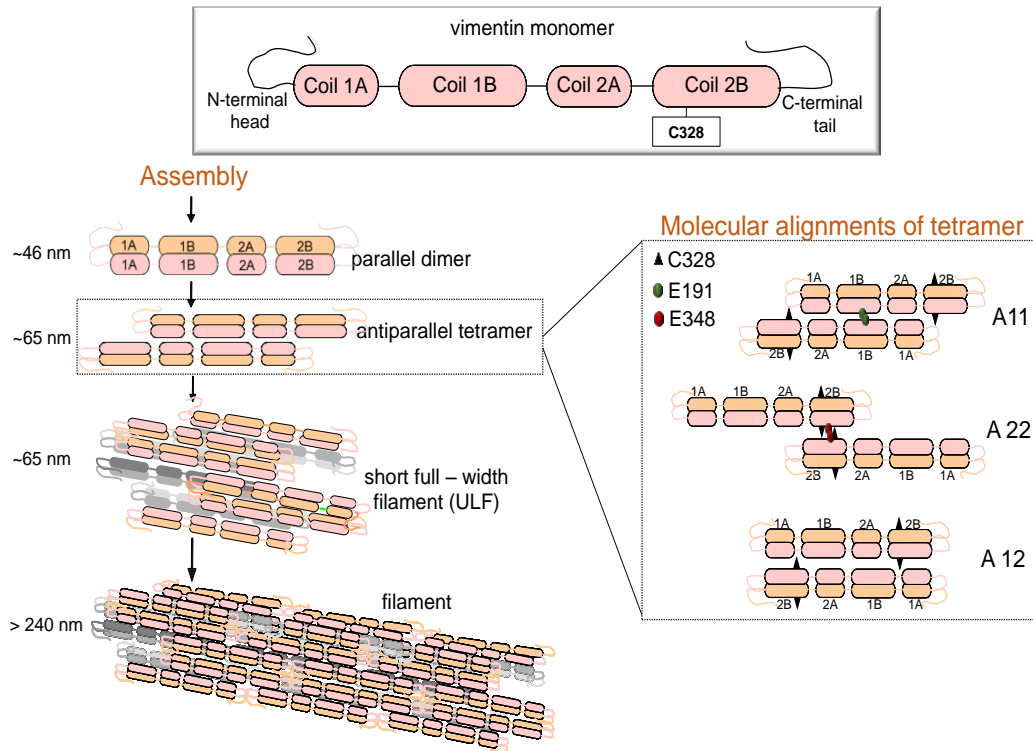 vimentin monomer
Coil 1A
Coil 1B
Coil 2A
Coil 2B
N-terminal
head
C-terminal
tail
C328
Assembly
~46 nm
1A
1B
2A
2B
1A
1B
2A
2B
parallel dimer
~65 nm
antiparallel tetramer
~65 nm
short full – width
filament (ULF)
filament
> 240 nm
Molecular alignments of tetramer
C328
E191
E348
1A
1B
2A
2B
A11
2B
2A
1B
1A
1A
1B
2A
2B
A 22
2B
2A
1B
1A
1A
1B
2A
2B
A 12
2B
2A
1B
1A